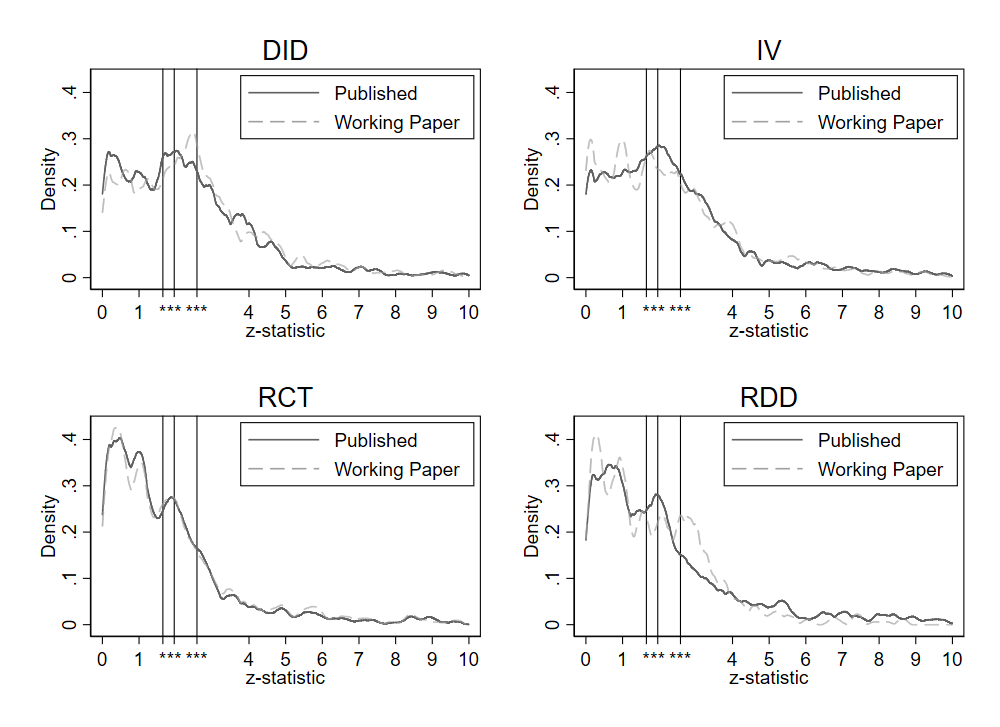 DID
Published
Working Paper
Density
0 .1 .2 .3 .4
0 1 *** *** 4 5 6 7 8 9 10
z-statistic
IV
Published
Working Paper
Density
0 .1 .2 .3 .4
0 1 *** *** 4 5 6 7 8 9 10
z-statistic
RCT
Published
Working Paper
Density
0 .1 .2 .3 .4
0 1 *** *** 4 5 6 7 8 9 10
z-statistic
RDD
Published
Working Paper
Density
0 .1 .2 .3 .4
0 1 *** *** 4 5 6 7 8 9 10
z-statistic